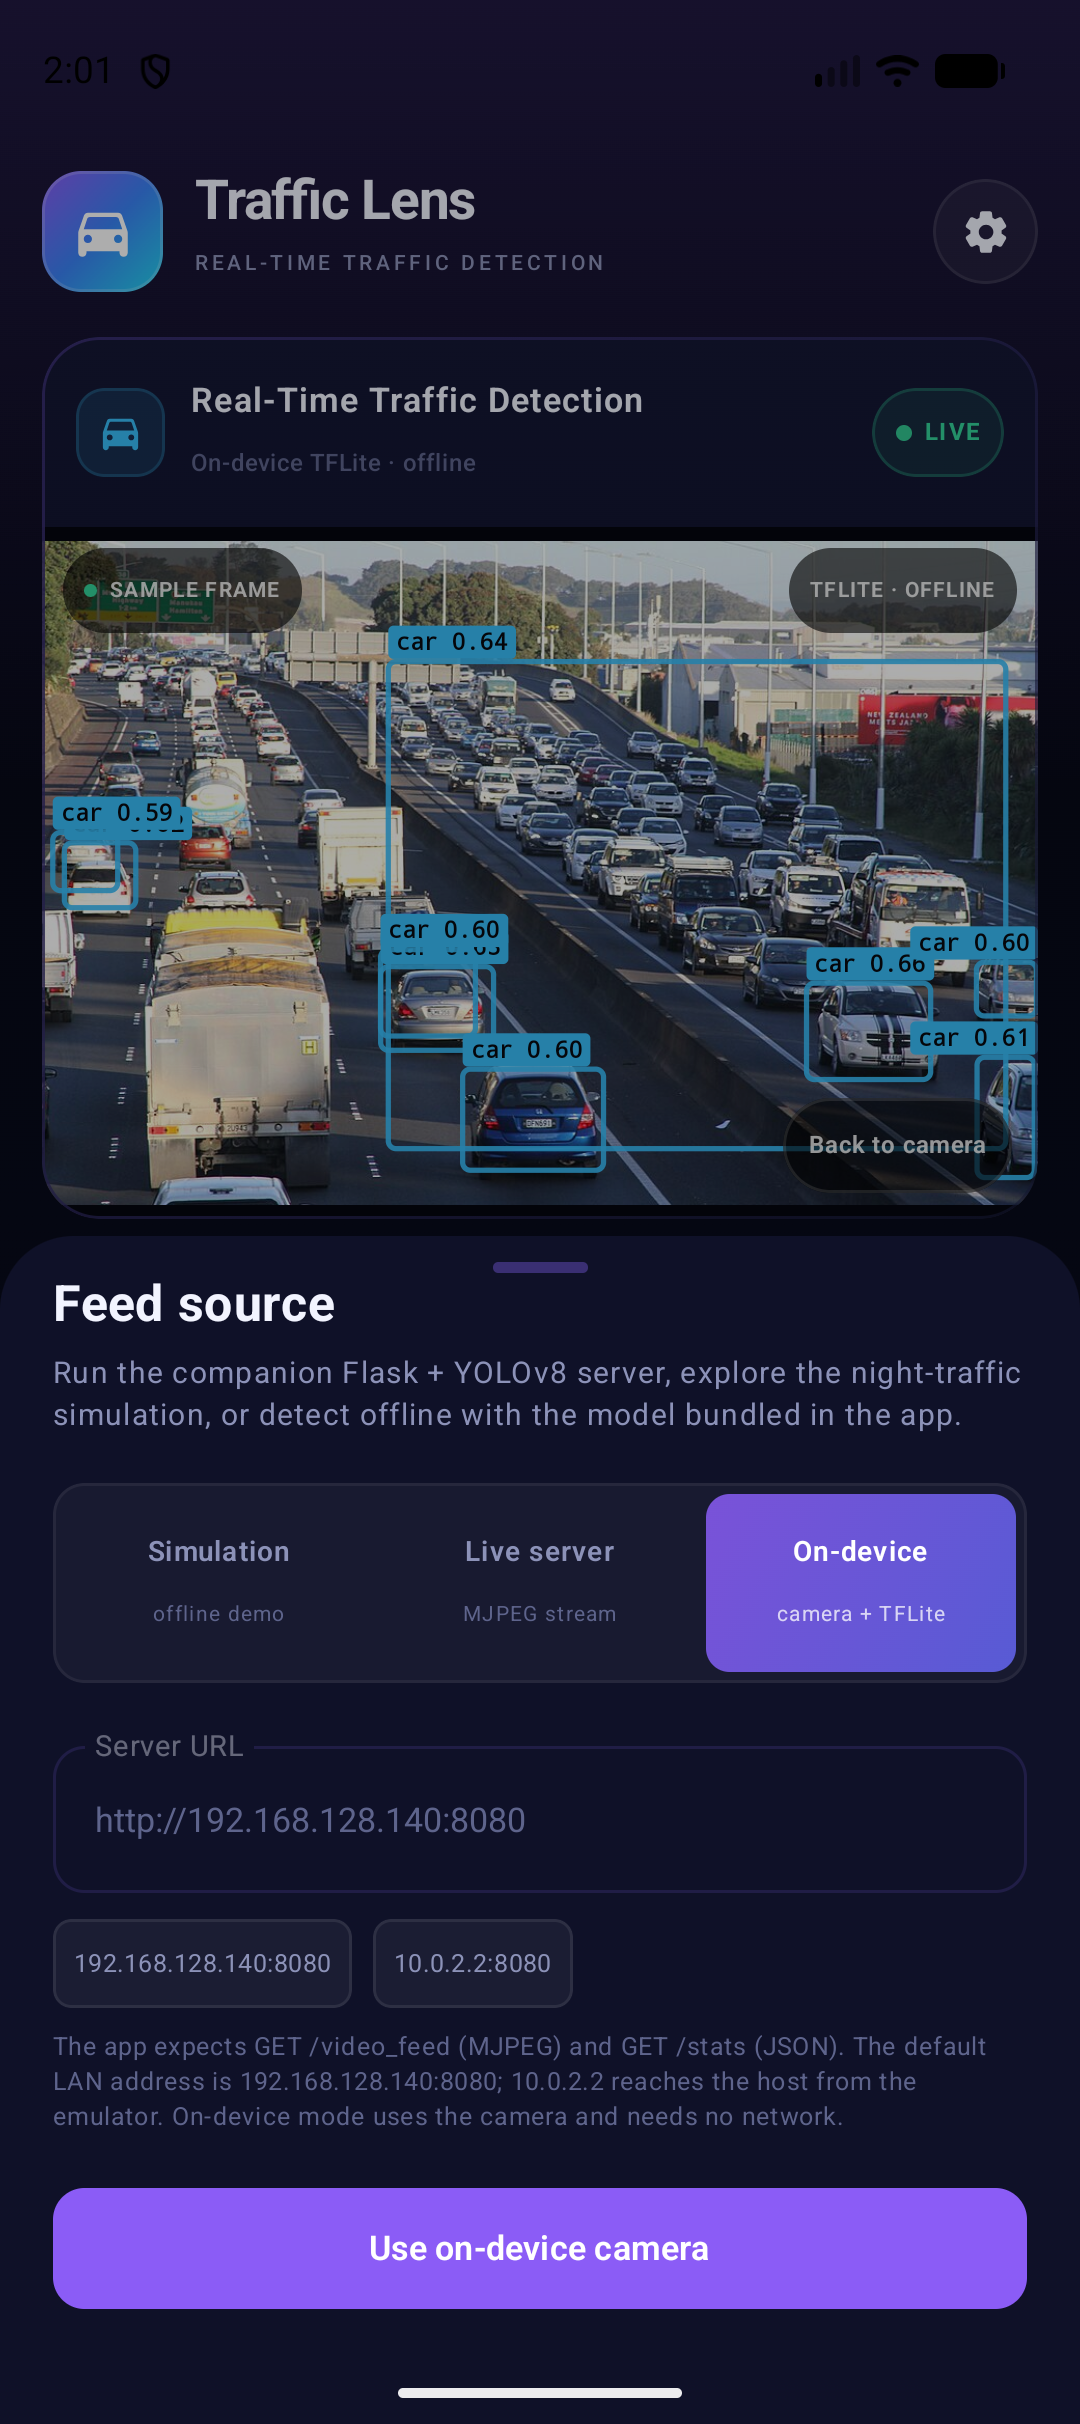 2:01
Traffic Lens
REAL-TIME TRAFFIC DETECTION
Real-Time Traffic Detection
On-device TFLite · offline
LIVE
SAMPLE FRAME
TFLITE · OFFLINE
car 0.64
NEW ZEALAND
car 0.59
car 0.60
car 0.60
car 0.66
car 0.61
car 0.60
Back to camera
Feed source
Run the companion Flask + YOLOv8 server, explore the night-traffic
simulation, or detect offline with the model bundled in the app.
Simulation
Live server
On-device
offline demo
MJPEG stream
camera + TFLite
Server URL
http://192.168.128.140:8080
192.168.128.140:8080
10.0.2.2:8080
The app expects GET /video_feed (MJPEG) and GET /stats (JSON). The default
LAN address is 192.168.128.140:8080; 10.0.2.2 reaches the host from the
emulator. On-device mode uses the camera and needs no network.
Use on-device camera